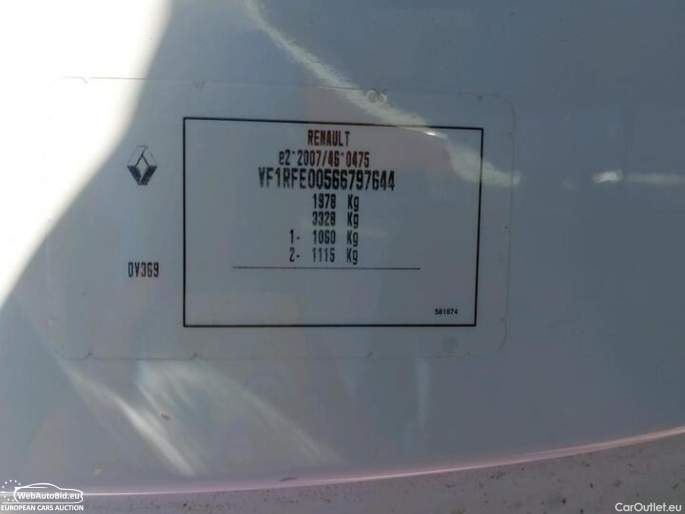 RENAULT
e2*2007/46*0475
VF1RFE00566797644
1978 Kg
3328 Kg
1- 1060 Kg
2- 1115 Kg
DV369
581874
WebAutoBid.eu
EUROPEAN CARS AUCTION
CarOutlet.eu